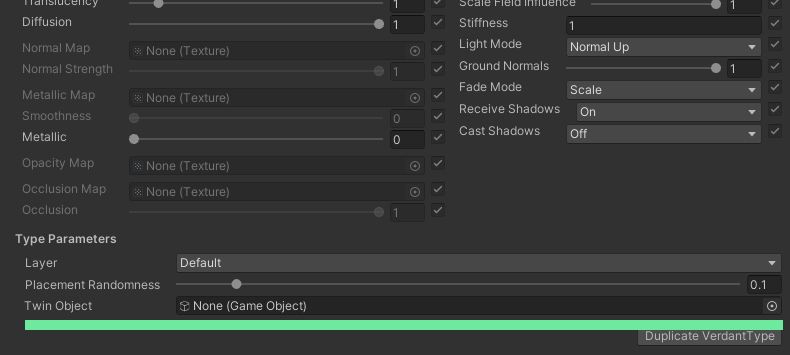 Translucency 1
Diffusion 1
Normal Map None (Texture)
Normal Strength 1
Metallic Map None (Texture)
Smoothness 0
Metallic 0
Opacity Map None (Texture)
Occlusion Map None (Texture)
Occlusion 1
Scale Field Influence 1
Stiffness 1
Light Mode Normal Up
Ground Normals 1
Fade Mode Scale
Receive Shadows On
Cast Shadows Off
Type Parameters
Layer Default
Placement Randomness 0.1
Twin Object None (Game Object)
Duplicate VerdantType